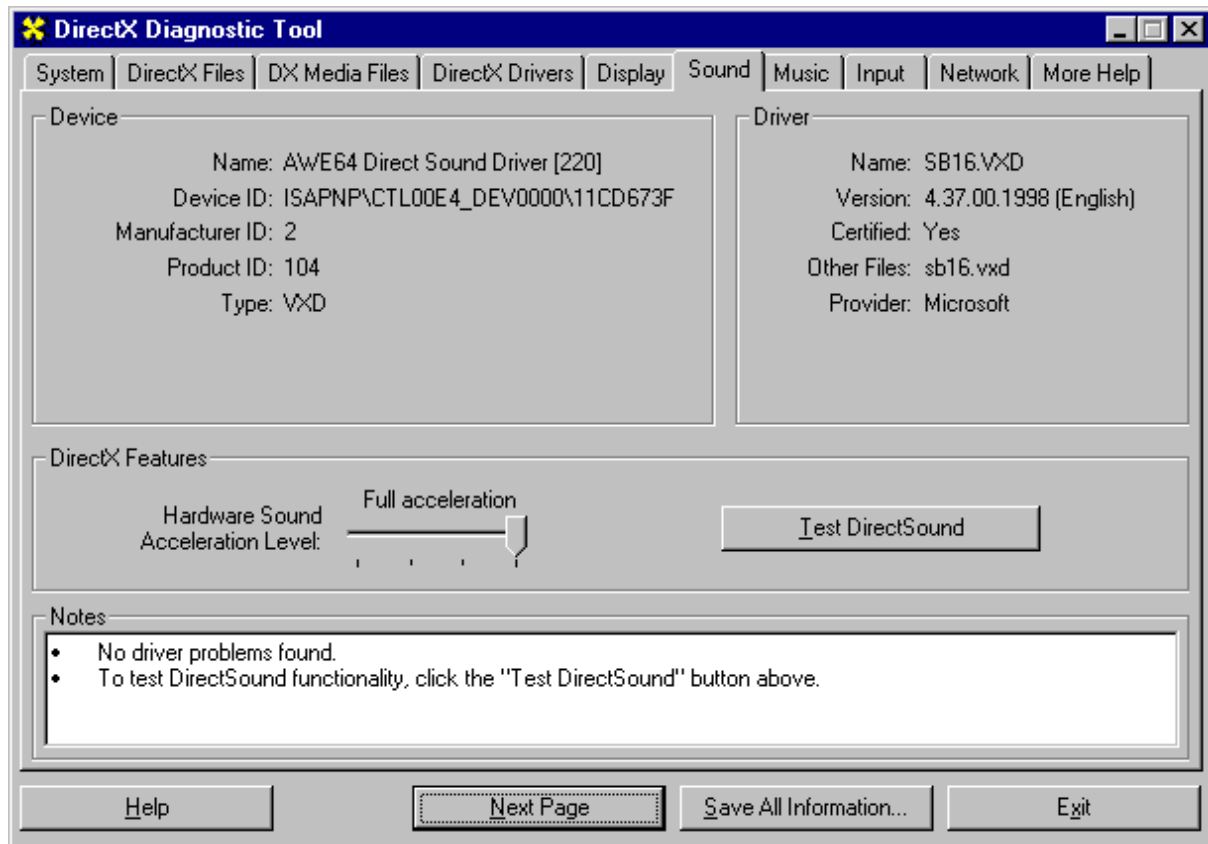 DirectX Diagnostic Tool
System DirectX Files DX Media Files DirectX Drivers Display Sound Music Input Network More Help
Device
Name: AWE64 Direct Sound Driver [220]
Device ID: ISAPNP\CTL00E4_DEV0000\11CD673F
Manufacturer ID: 2
Product ID: 104
Type: VXD
Driver
Name: SB16.VXD
Version: 4.37.00.1998 (English)
Certified: Yes
Other Files: sb16.vxd
Provider: Microsoft
DirectX Features
Hardware Sound
Acceleration Level:
Full acceleration
Test DirectSound
Notes
• No driver problems found.
• To test DirectSound functionality, click the "Test DirectSound" button above.
Help Next Page Save All Information... Exit